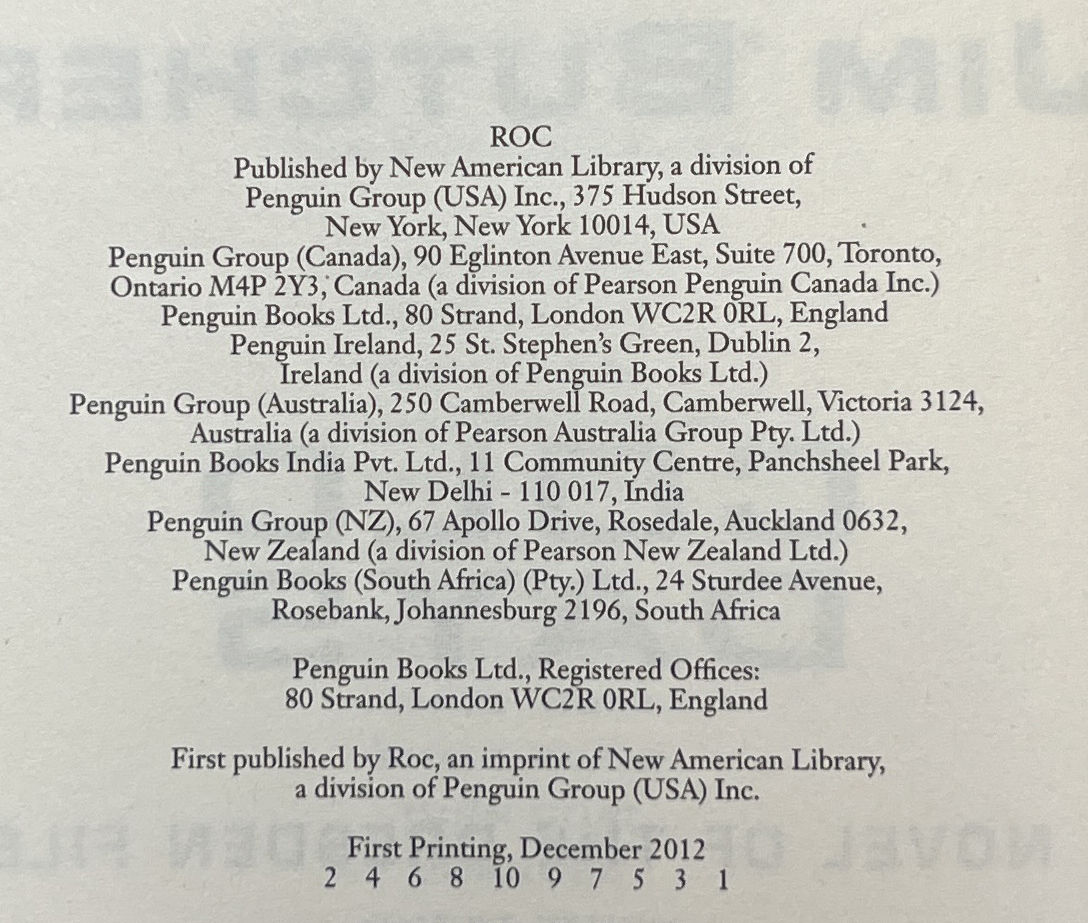 ROC
Published by New American Library, a division of
Penguin Group (USA) Inc., 375 Hudson Street,
New York, New York 10014, USA
Penguin Group (Canada), 90 Eglinton Avenue East, Suite 700, Toronto,
Ontario M4P 2Y3, Canada (a division of Pearson Penguin Canada Inc.)
Penguin Books Ltd., 80 Strand, London WC2R 0RL, England
Penguin Ireland, 25 St. Stephen's Green, Dublin 2,
Ireland (a division of Penguin Books Ltd.)
Penguin Group (Australia), 250 Camberwell Road, Camberwell, Victoria 3124,
Australia (a division of Pearson Australia Group Pty. Ltd.)
Penguin Books India Pvt. Ltd., 11 Community Centre, Panchsheel Park,
New Delhi - 110 017, India
Penguin Group (NZ), 67 Apollo Drive, Rosedale, Auckland 0632,
New Zealand (a division of Pearson New Zealand Ltd.)
Penguin Books (South Africa) (Pty.) Ltd., 24 Sturdee Avenue,
Rosebank, Johannesburg 2196, South Africa
Penguin Books Ltd., Registered Offices:
80 Strand, London WC2R 0RL, England
First published by Roc, an imprint of New American Library,
a division of Penguin Group (USA) Inc.
First Printing, December 2012
2 4 6 8 10 9 7 5 3 1